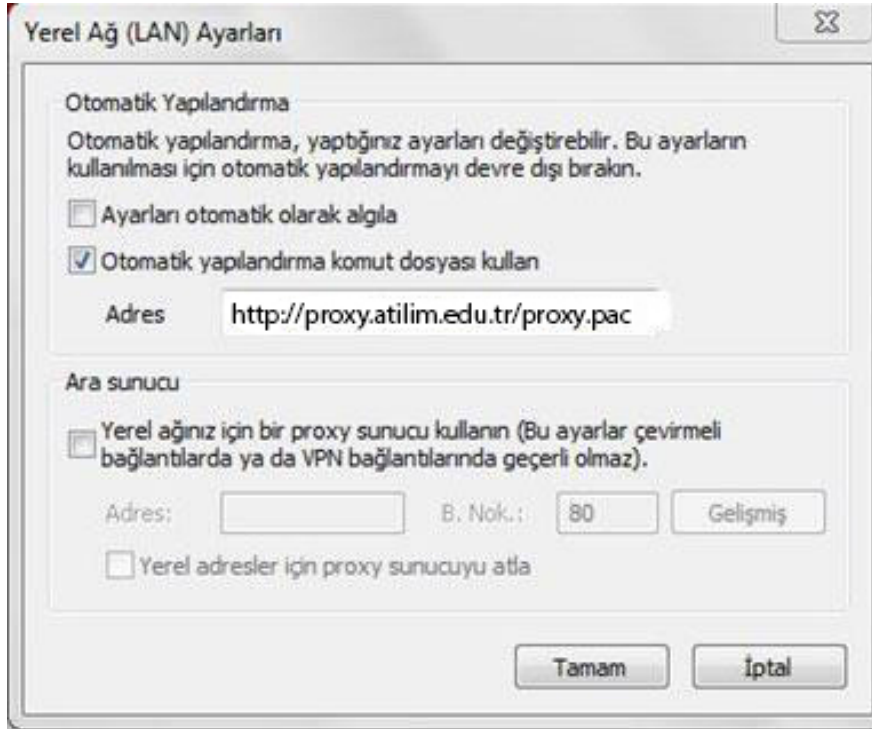 Yerel Ağ (LAN) Ayarları
Otomatik Yapılandırma
Otomatik yapılandırma, yaptığınız ayarları değiştirebilir. Bu ayarların
kullanılması için otomatik yapılandırmayı devre dışı bırakın.
Ayarları otomatik olarak algıla
Otomatik yapılandırma komut dosyası kullan
Adres http://proxy.atilim.edu.tr/proxy.pac
Ara sunucu
Yerel ağınız için bir proxy sunucu kullanın (Bu ayarlar çevirmeli
bağlantılarda ya da VPN bağlantılarında geçerli olmaz).
Adres: B. Nok.: 80 Gelişmiş
Yerel adresler için proxy sunucuyu atla
Tamam İptal